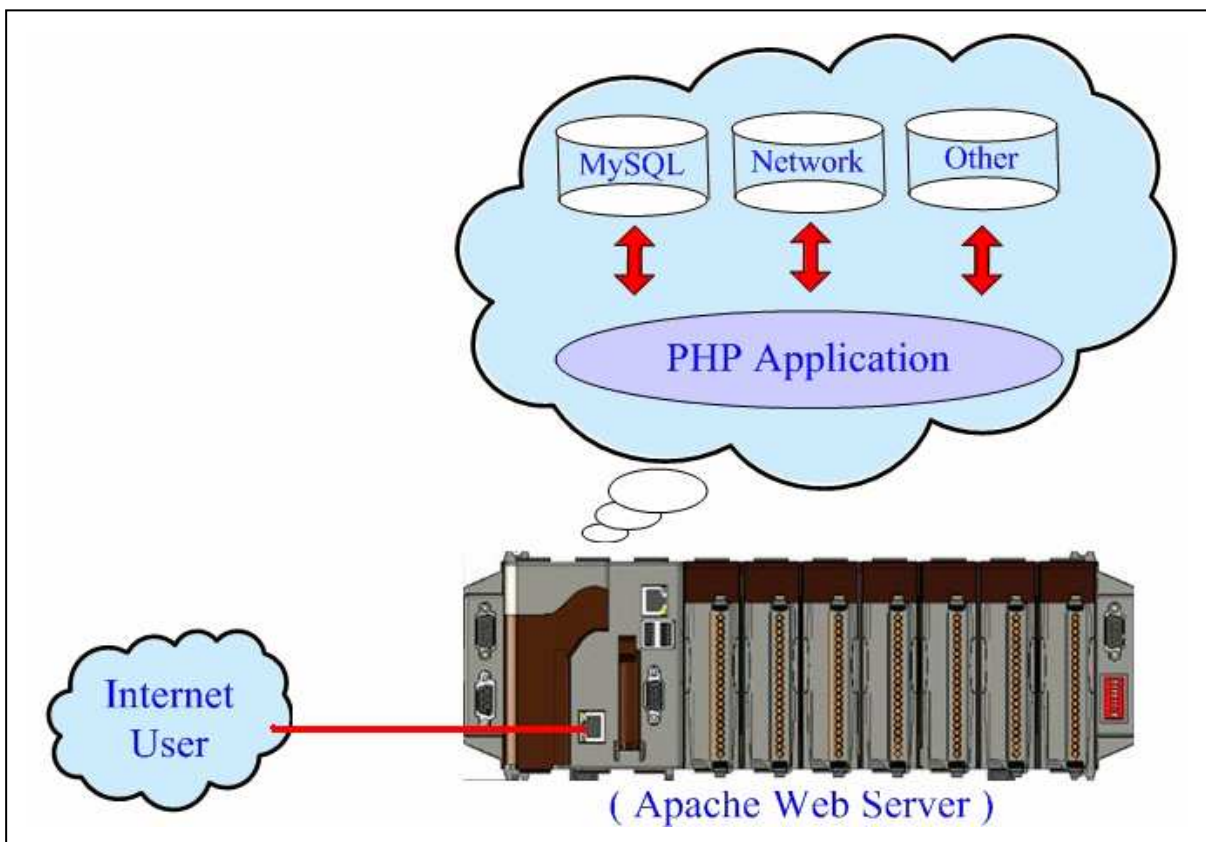 MySQL
Network
Other
PHP Application
Internet
User
( Apache Web Server )